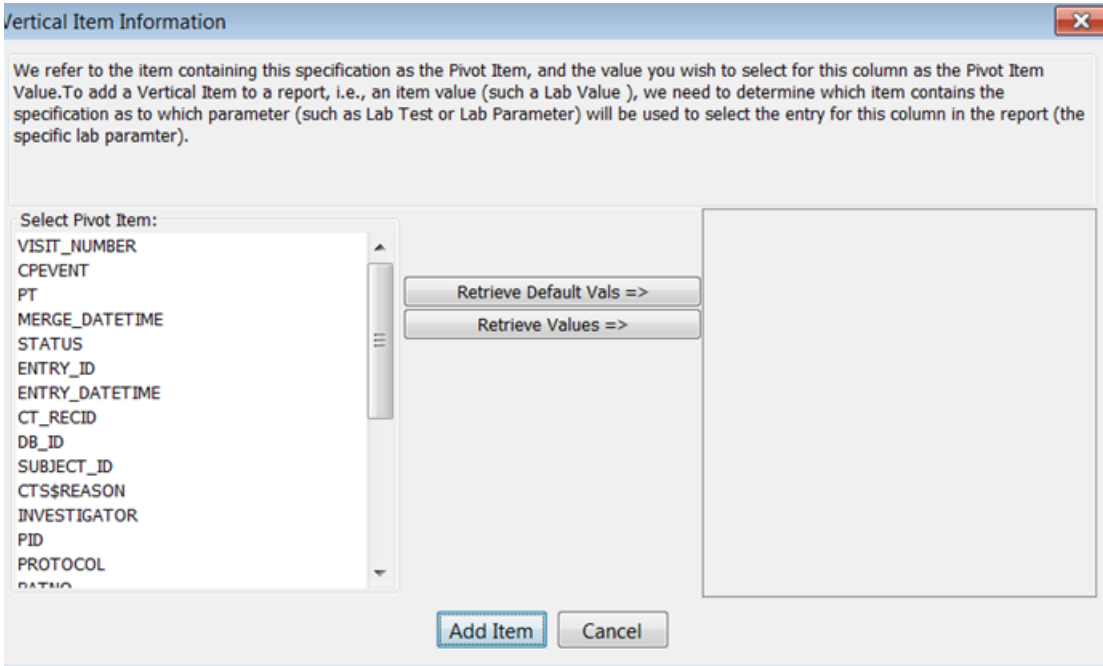 Vertical Item Information
We refer to the item containing this specification as the Pivot Item, and the value you wish to select for this column as the Pivot Item
Value.To add a Vertical Item to a report, i.e., an item value (such a Lab Value ), we need to determine which item contains the
specification as to which parameter (such as Lab Test or Lab Parameter) will be used to select the entry for this column in the report (the
specific lab paramter).
Select Pivot Item:
VISIT_NUMBER
CPEVENT
PT
MERGE_DATETIME
STATUS
ENTRY_ID
ENTRY_DATETIME
CT_RECID
DB_ID
SUBJECT_ID
CTS$REASON
INVESTIGATOR
PID
PROTOCOL
PATNO
Retrieve Default Vals =>
Retrieve Values =>
Add Item
Cancel